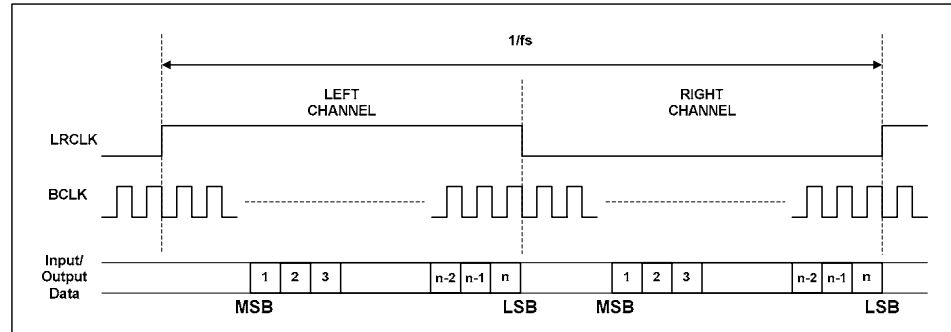 1/fs
LEFT
CHANNEL
RIGHT
CHANNEL
LRCLK
BCLK
Input/
Output
Data
1 2 3 n-2 n-1 n 1 2 3 n-2 n-1 n
MSB LSB MSB LSB